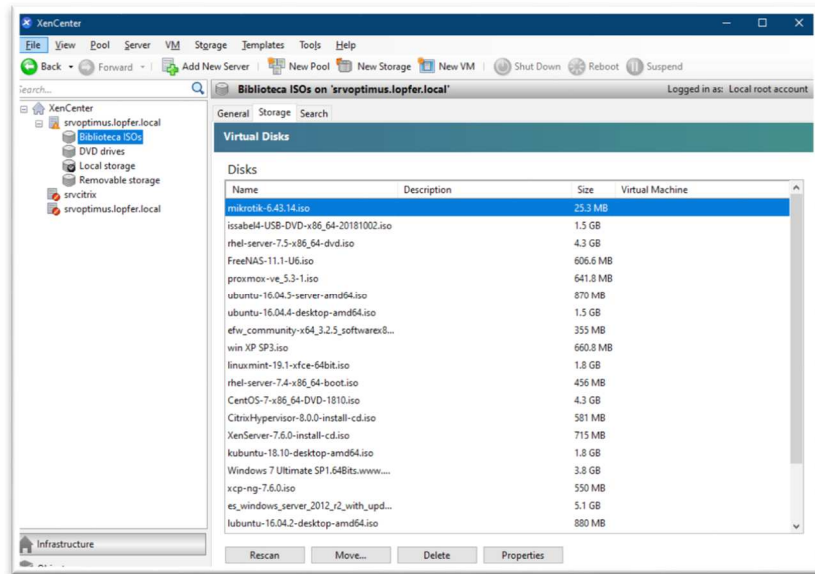 XenCenter
File View Pool Server VM Storage Templates Tools Help
Back Forward Add New Server New Pool New Storage New VM Shut Down Reboot Suspend
Search... Biblioteca ISOs on 'srvoptimus.lopfer.local' Logged in as: Local root account
XenCenter
srvoptimus.lopfer.local
Biblioteca ISOs
DVD drives
Local storage
Removable storage
srvcitrix
srvoptimus.lopfer.local
Infrastructure
General Storage Search
Virtual Disks
Disks
Name Description Size Virtual Machine
mikrotik-6.43.14.iso 25.3 MB
issabel4-USB-DVD-x86_64-20181002.iso 1.5 GB
rhel-server-7.5-x86_64-dvd.iso 4.3 GB
FreeNAS-11.1-U6.iso 606.6 MB
proxmox-ve_5.3-1.iso 641.8 MB
ubuntu-16.04.5-server-amd64.iso 870 MB
ubuntu-16.04.4-desktop-amd64.iso 1.5 GB
efw_community-x64_3.2.5_softwarex8... 355 MB
win XP SP3.iso 660.8 MB
linuxmint-19.1-xfce-64bit.iso 1.8 GB
rhel-server-7.4-x86_64-boot.iso 456 MB
CentOS-7-x86_64-DVD-1810.iso 4.3 GB
CitrixHypervisor-8.0.0-install-cd.iso 581 MB
XenServer-7.6.0-install-cd.iso 715 MB
kubuntu-18.10-desktop-amd64.iso 1.8 GB
Windows 7 Ultimate SP1.64Bits.www.... 3.8 GB
xcp-ng-7.6.0.iso 550 MB
es_windows_server_2012_r2_with_upd... 5.1 GB
lubuntu-16.04.2-desktop-amd64.iso 880 MB
Rescan Move... Delete Properties